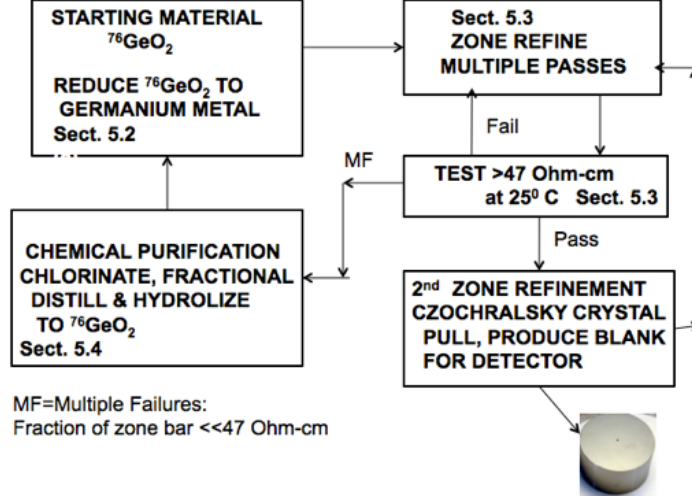 STARTING MATERIAL
⁷⁶GeO₂
REDUCE ⁷⁶GeO₂ TO
GERMANIUM METAL
Sect. 5.2
Sect. 5.3
ZONE REFINE
MULTIPLE PASSES
Fail
MF
TEST >47 Ohm-cm
at 25⁰ C Sect. 5.3
Pass
CHEMICAL PURIFICATION
CHLORINATE, FRACTIONAL
DISTILL & HYDROLIZE
TO ⁷⁶GeO₂
Sect. 5.4
2ⁿᵈ ZONE REFINEMENT
CZOCHRALSKY CRYSTAL
PULL, PRODUCE BLANK
FOR DETECTOR
MF=Multiple Failures:
Fraction of zone bar <<47 Ohm-cm